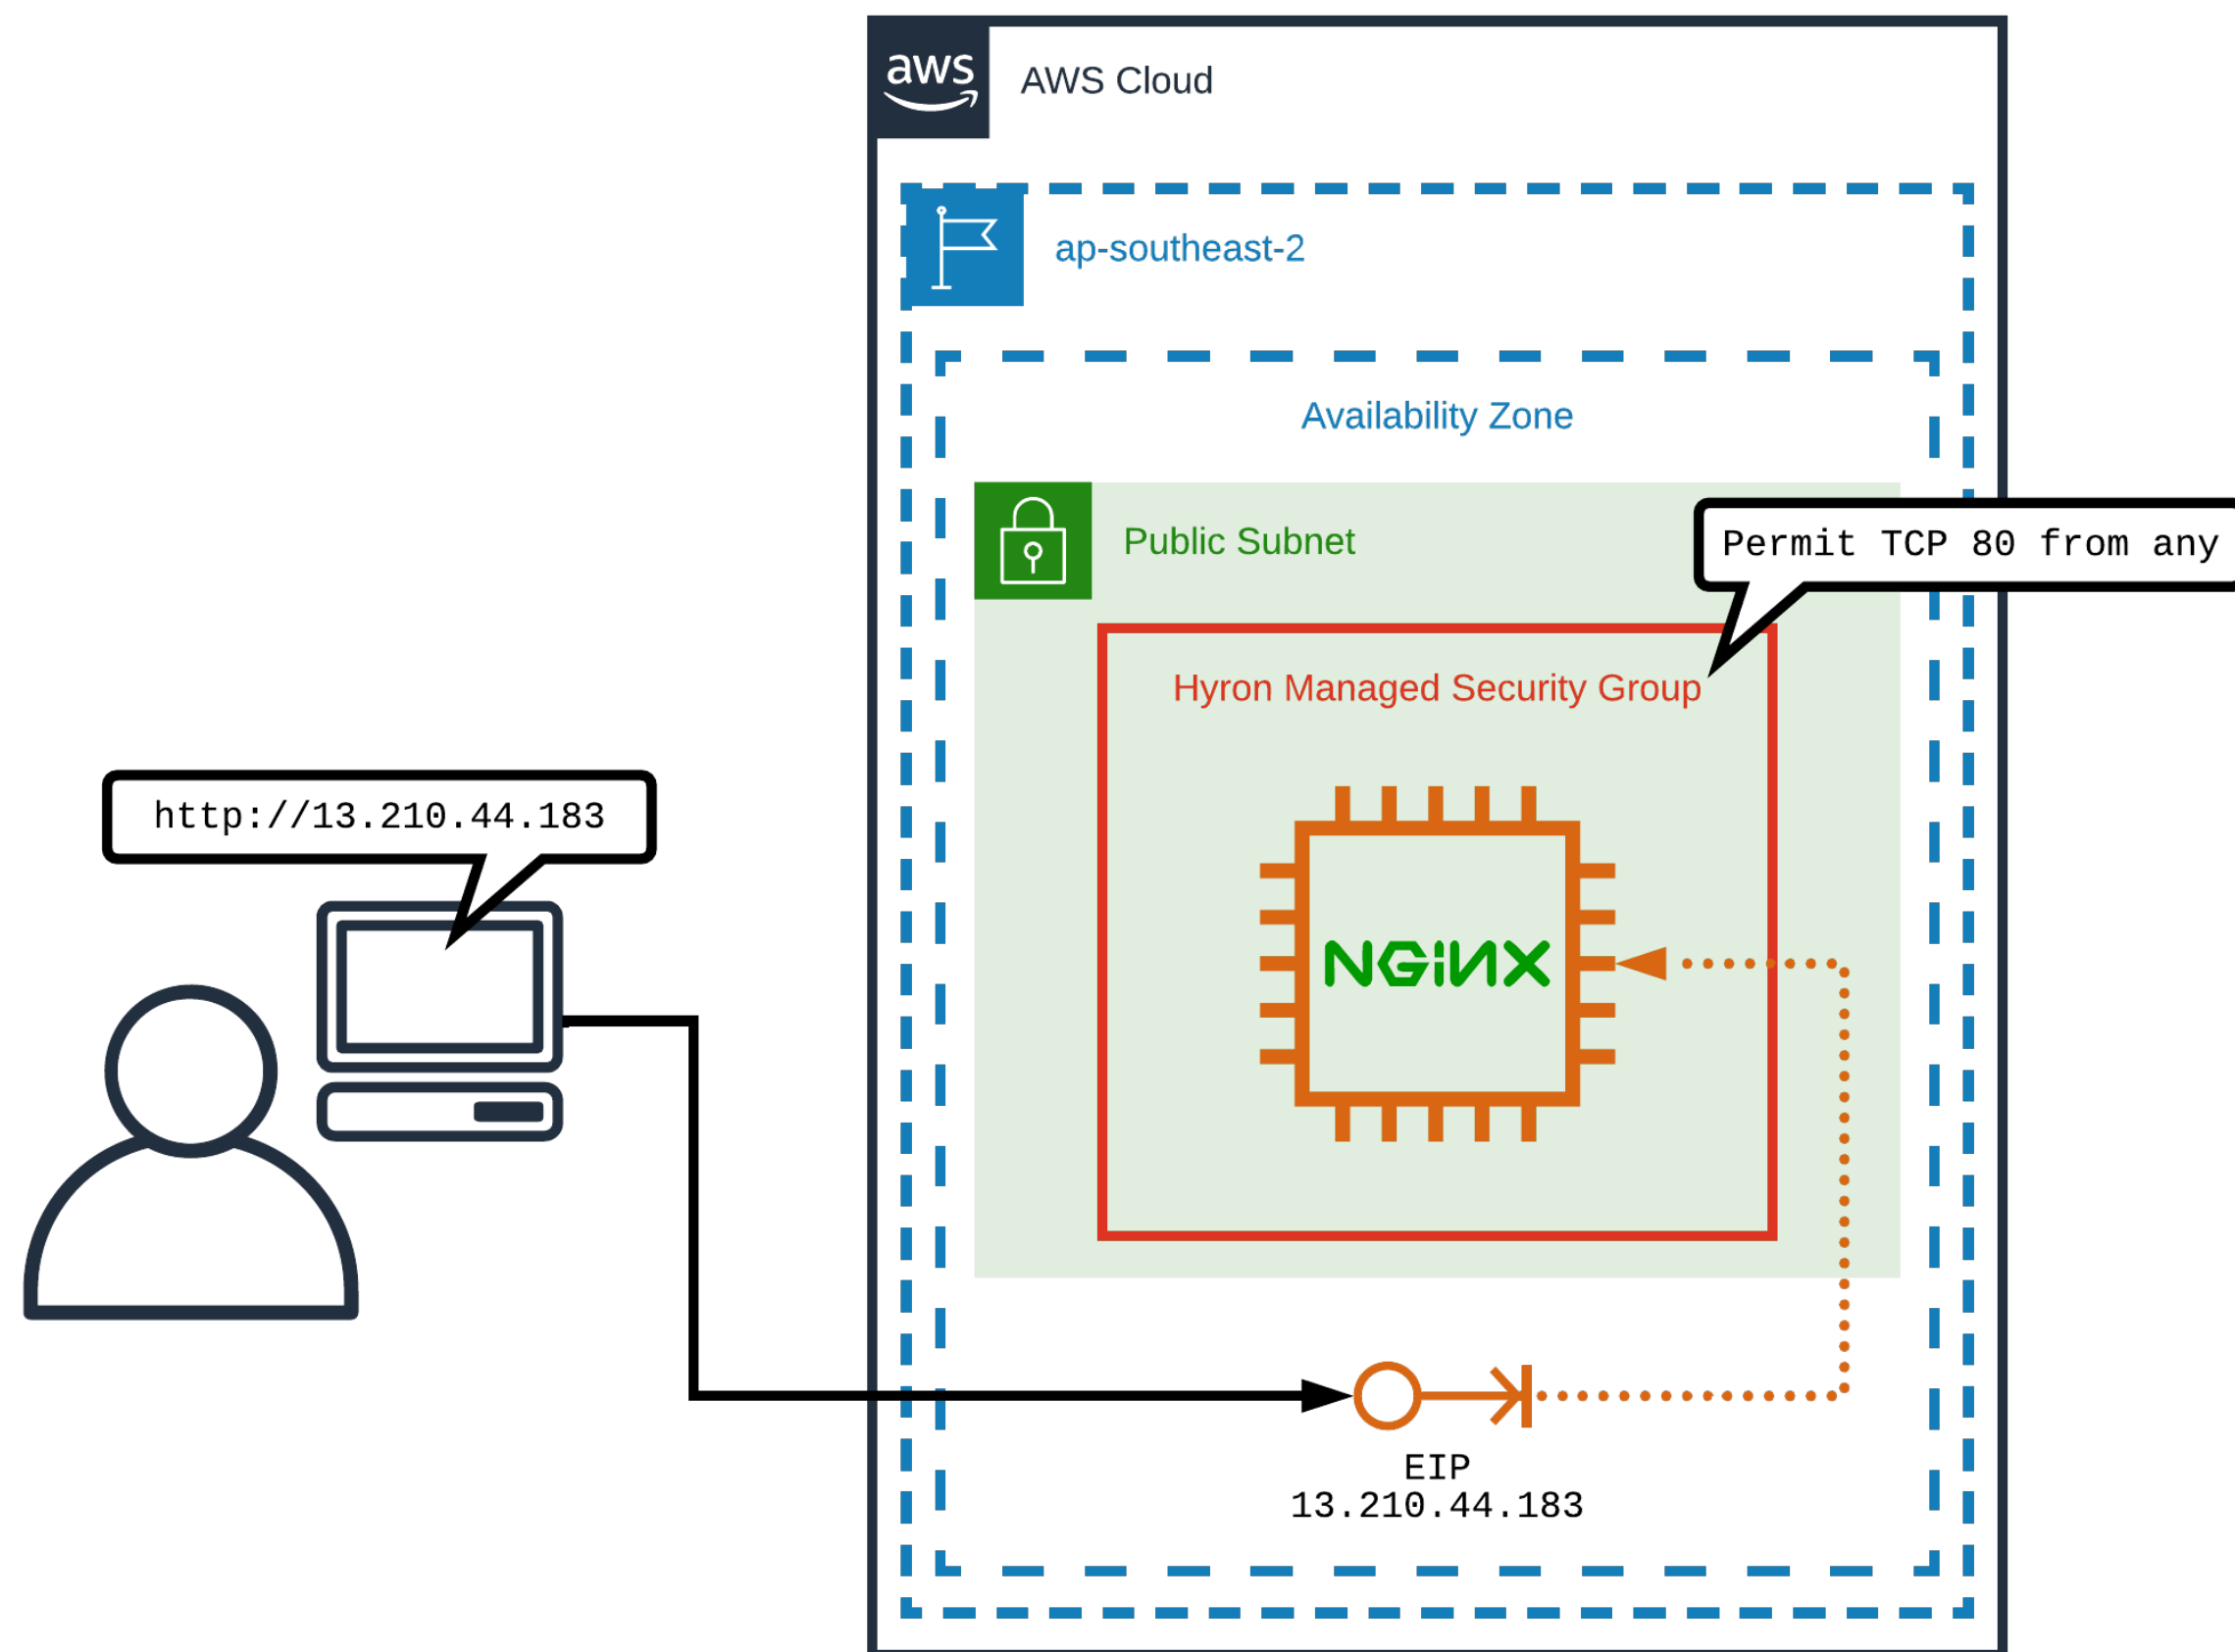 aws
AWS Cloud
ap-southeast-2
Availability Zone
Public Subnet
Permit TCP 80 from any
Hyron Managed Security Group
http://13.210.44.183
NGiNX
EIP
13.210.44.183